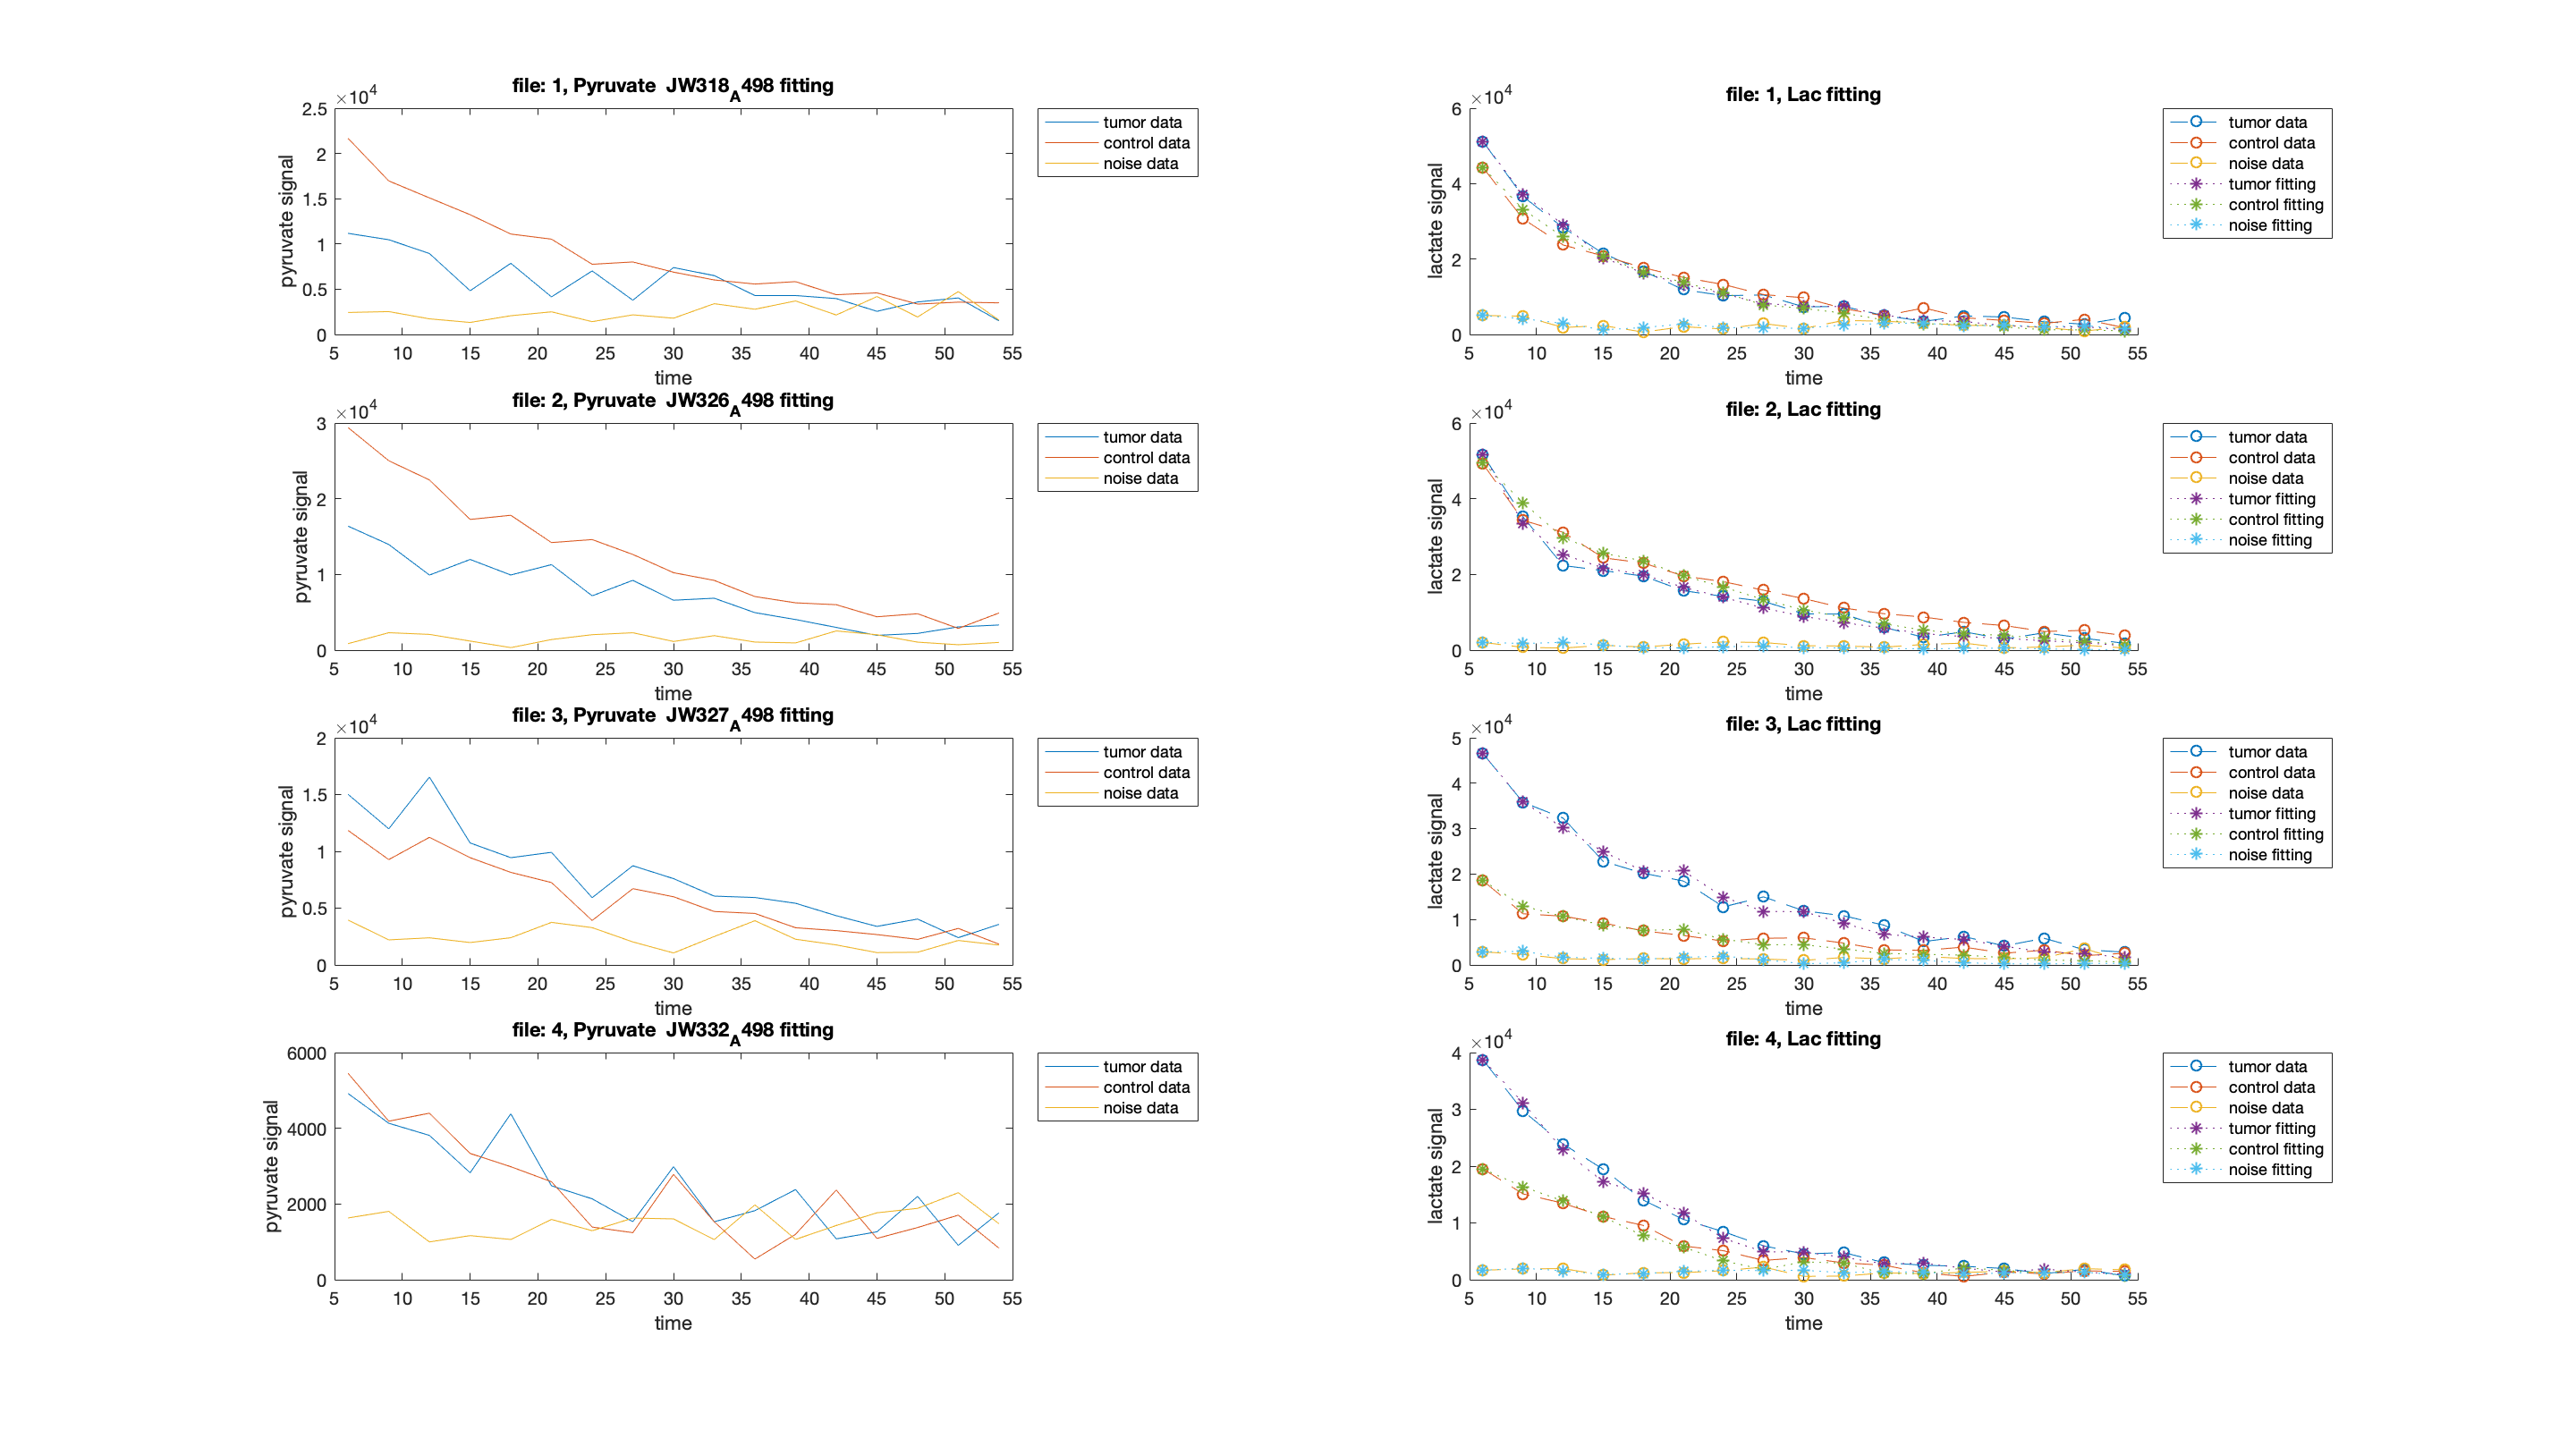 file: 1, Pyruvate JW318A498 fitting
×10^4
pyruvate signal
2.5
2
1.5
1
0.5
0
5 10 15 20 25 30 35 40 45 50 55
time
tumor data
control data
noise data
file: 1, Lac fitting
×10^4
lactate signal
6
4
2
0
5 10 15 20 25 30 35 40 45 50 55
time
tumor data
control data
noise data
tumor fitting
control fitting
noise fitting
file: 2, Pyruvate JW326A498 fitting
×10^4
pyruvate signal
3
2
1
0
5 10 15 20 25 30 35 40 45 50 55
time
tumor data
control data
noise data
file: 2, Lac fitting
×10^4
lactate signal
6
4
2
0
5 10 15 20 25 30 35 40 45 50 55
time
tumor data
control data
noise data
tumor fitting
control fitting
noise fitting
file: 3, Pyruvate JW327A498 fitting
×10^4
pyruvate signal
2
1.5
1
0.5
0
5 10 15 20 25 30 35 40 45 50 55
time
tumor data
control data
noise data
file: 3, Lac fitting
×10^4
lactate signal
5
4
3
2
1
0
5 10 15 20 25 30 35 40 45 50 55
time
tumor data
control data
noise data
tumor fitting
control fitting
noise fitting
file: 4, Pyruvate JW332A498 fitting
pyruvate signal
6000
4000
2000
0
5 10 15 20 25 30 35 40 45 50 55
time
tumor data
control data
noise data
file: 4, Lac fitting
×10^4
lactate signal
4
3
2
1
0
5 10 15 20 25 30 35 40 45 50 55
time
tumor data
control data
noise data
tumor fitting
control fitting
noise fitting